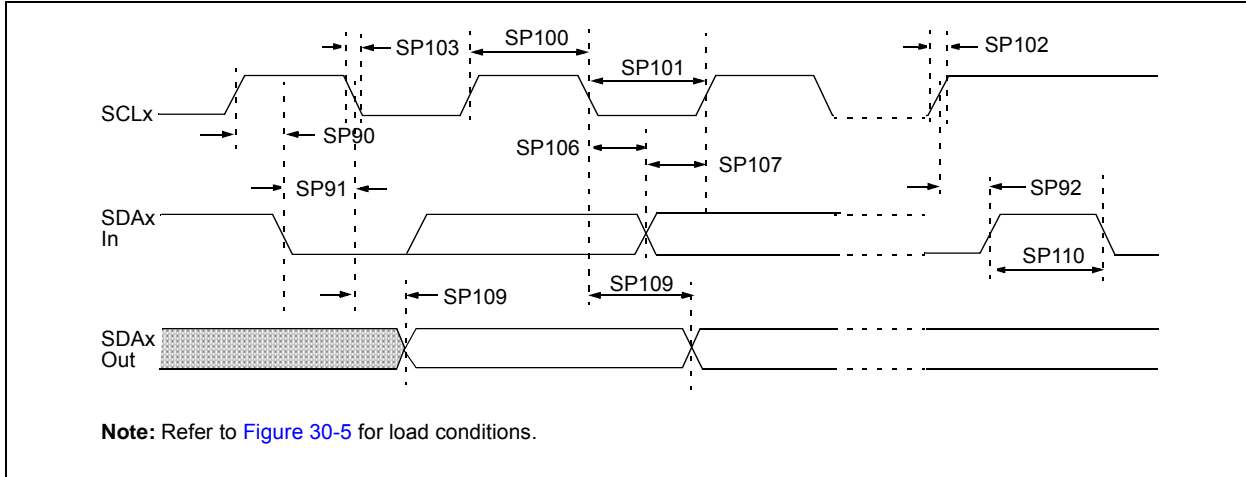 SP103
SP100
SP102
SP101
SCLx
SP90
SP106
SP107
SP91
SP92
SDAx
In
SP110
SP109
SP109
SDAx
Out
Note: Refer to Figure 30-5 for load conditions.